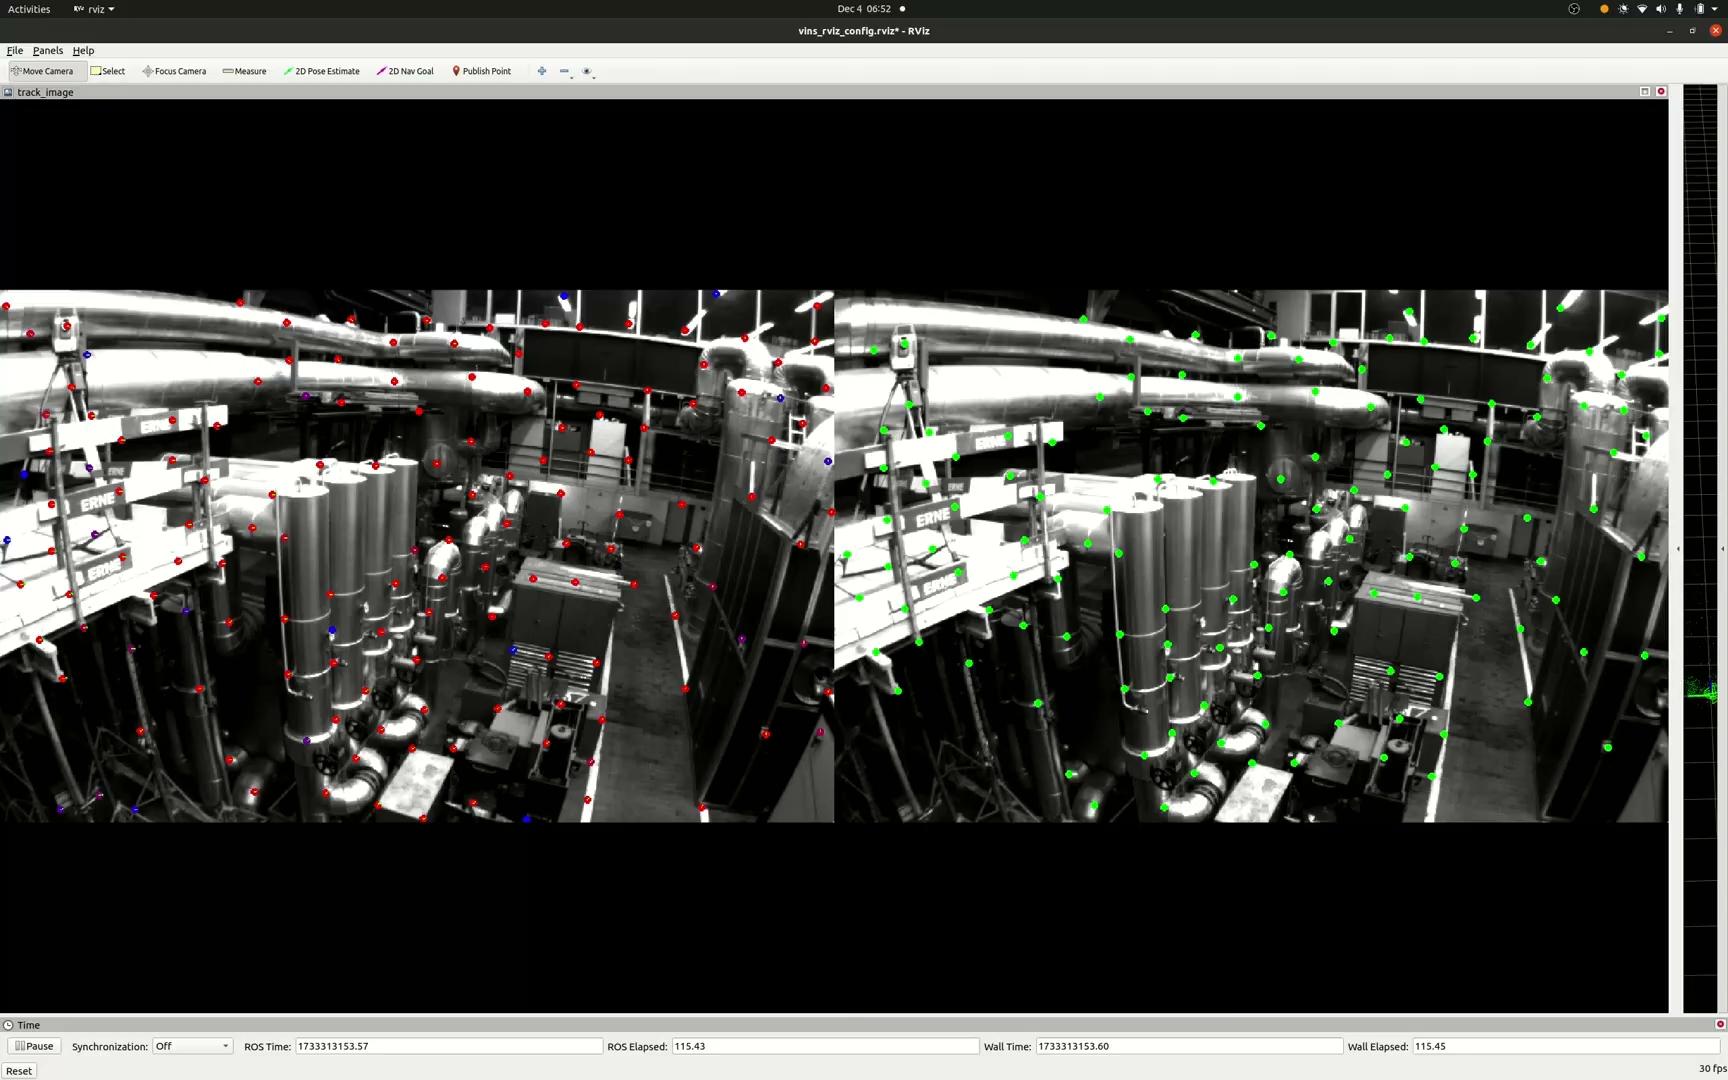 Activities rviz Dec 4 06:52
vins_rviz_config.rviz* - RViz
File Panels Help
Move Camera Select Focus Camera Measure 2D Pose Estimate 2D Nav Goal Publish Point
track_image
ERNE
ERNE
ERNE
ERNE
ERNE
ERNE
Time
Pause Synchronization: Off ROS Time: 1733313153.57 ROS Elapsed: 115.43 Wall Time: 1733313153.60 Wall Elapsed: 115.45
Reset 30 fps